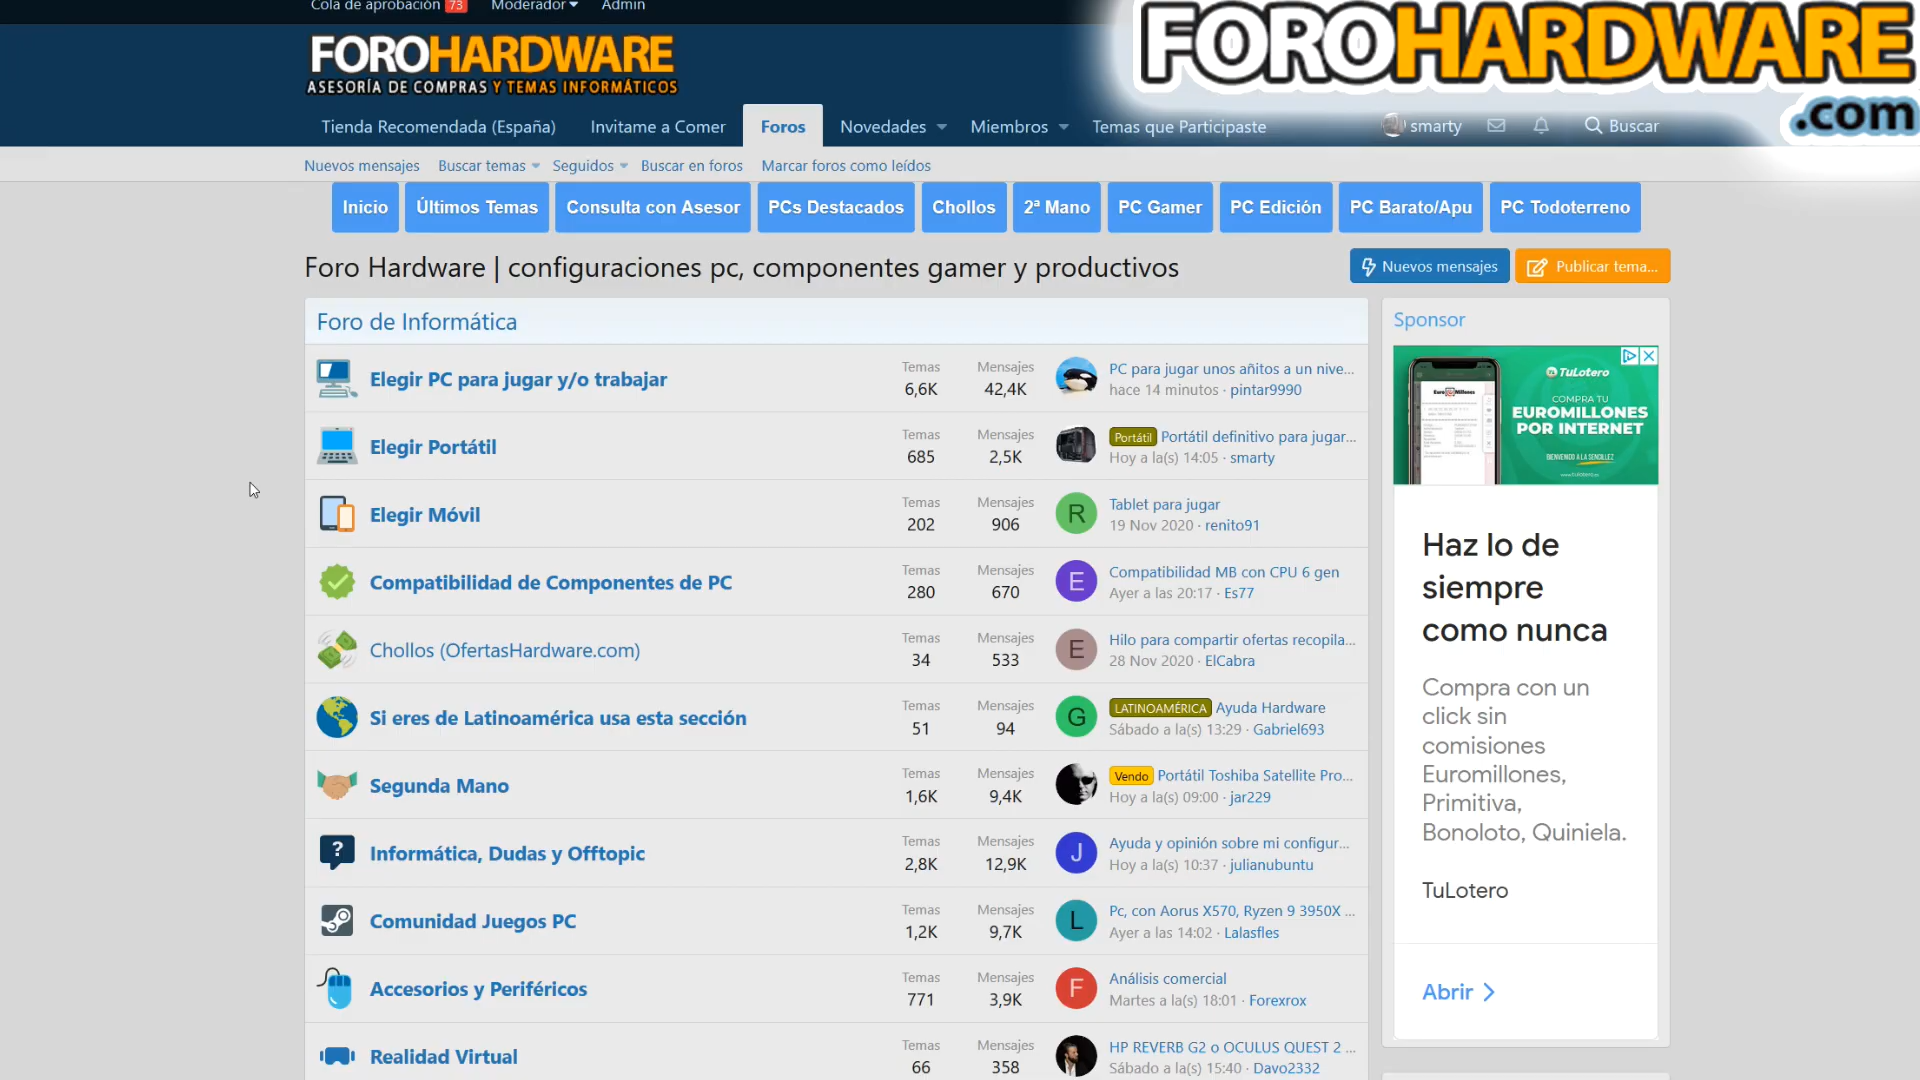 Cola de aprobación 73 Moderador Admin
FOROHARDWARE
ASESORÍA DE COMPRAS Y TEMAS INFORMÁTICOS
FOROHARDWARE
.com
Tienda Recomendada (España) Invitame a Comer Foros Novedades Miembros Temas que Participaste smarty Buscar
Nuevos mensajes Buscar temas Seguidos Buscar en foros Marcar foros como leídos
Inicio Últimos Temas Consulta con Asesor PCs Destacados Chollos 2ª Mano PC Gamer PC Edición PC Barato/Apu PC Todoterreno
Foro Hardware | configuraciones pc, componentes gamer y productivos
Nuevos mensajes Publicar tema...
Foro de Informática
Elegir PC para jugar y/o trabajar
Temas Mensajes
6,6K 42,4K
PC para jugar unos añitos a un nive...
hace 14 minutos · pintar9990
Elegir Portátil
Temas Mensajes
685 2,5K
Portátil Portátil definitivo para jugar...
Hoy a la(s) 14:05 · smarty
Elegir Móvil
Temas Mensajes
202 906
R
Tablet para jugar
19 Nov 2020 · renito91
Compatibilidad de Componentes de PC
Temas Mensajes
280 670
E
Compatibilidad MB con CPU 6 gen
Ayer a las 20:17 · Es77
Chollos (OfertasHardware.com)
Temas Mensajes
34 533
E
Hilo para compartir ofertas recopila...
28 Nov 2020 · ElCabra
Si eres de Latinoamérica usa esta sección
Temas Mensajes
51 94
G
LATINOAMÉRICA Ayuda Hardware
Sábado a la(s) 13:29 · Gabriel693
Segunda Mano
Temas Mensajes
1,6K 9,4K
Vendo Portátil Toshiba Satellite Pro...
Hoy a la(s) 09:00 · jar229
Informática, Dudas y Offtopic
Temas Mensajes
2,8K 12,9K
J
Ayuda y opinión sobre mi configur...
Hoy a la(s) 10:37 · julianubuntu
Comunidad Juegos PC
Temas Mensajes
1,2K 9,7K
L
Pc, con Aorus X570, Ryzen 9 3950X ...
Ayer a las 14:02 · Lalasfles
Accesorios y Periféricos
Temas Mensajes
771 3,9K
F
Análisis comercial
Martes a la(s) 18:01 · Forexrox
Realidad Virtual
Temas Mensajes
66 358
HP REVERB G2 o OCULUS QUEST 2 ...
Sábado a la(s) 15:40 · Davo2332
Sponsor
TuLotero
COMPRA TU
EUROMILLONES
POR INTERNET
BIENVENIDO A LA SENCILLEZ
www.tulotero.es
Haz lo de
siempre
como nunca
Compra con un
click sin
comisiones
Euromillones,
Primitiva,
Bonoloto, Quiniela.
TuLotero
Abrir